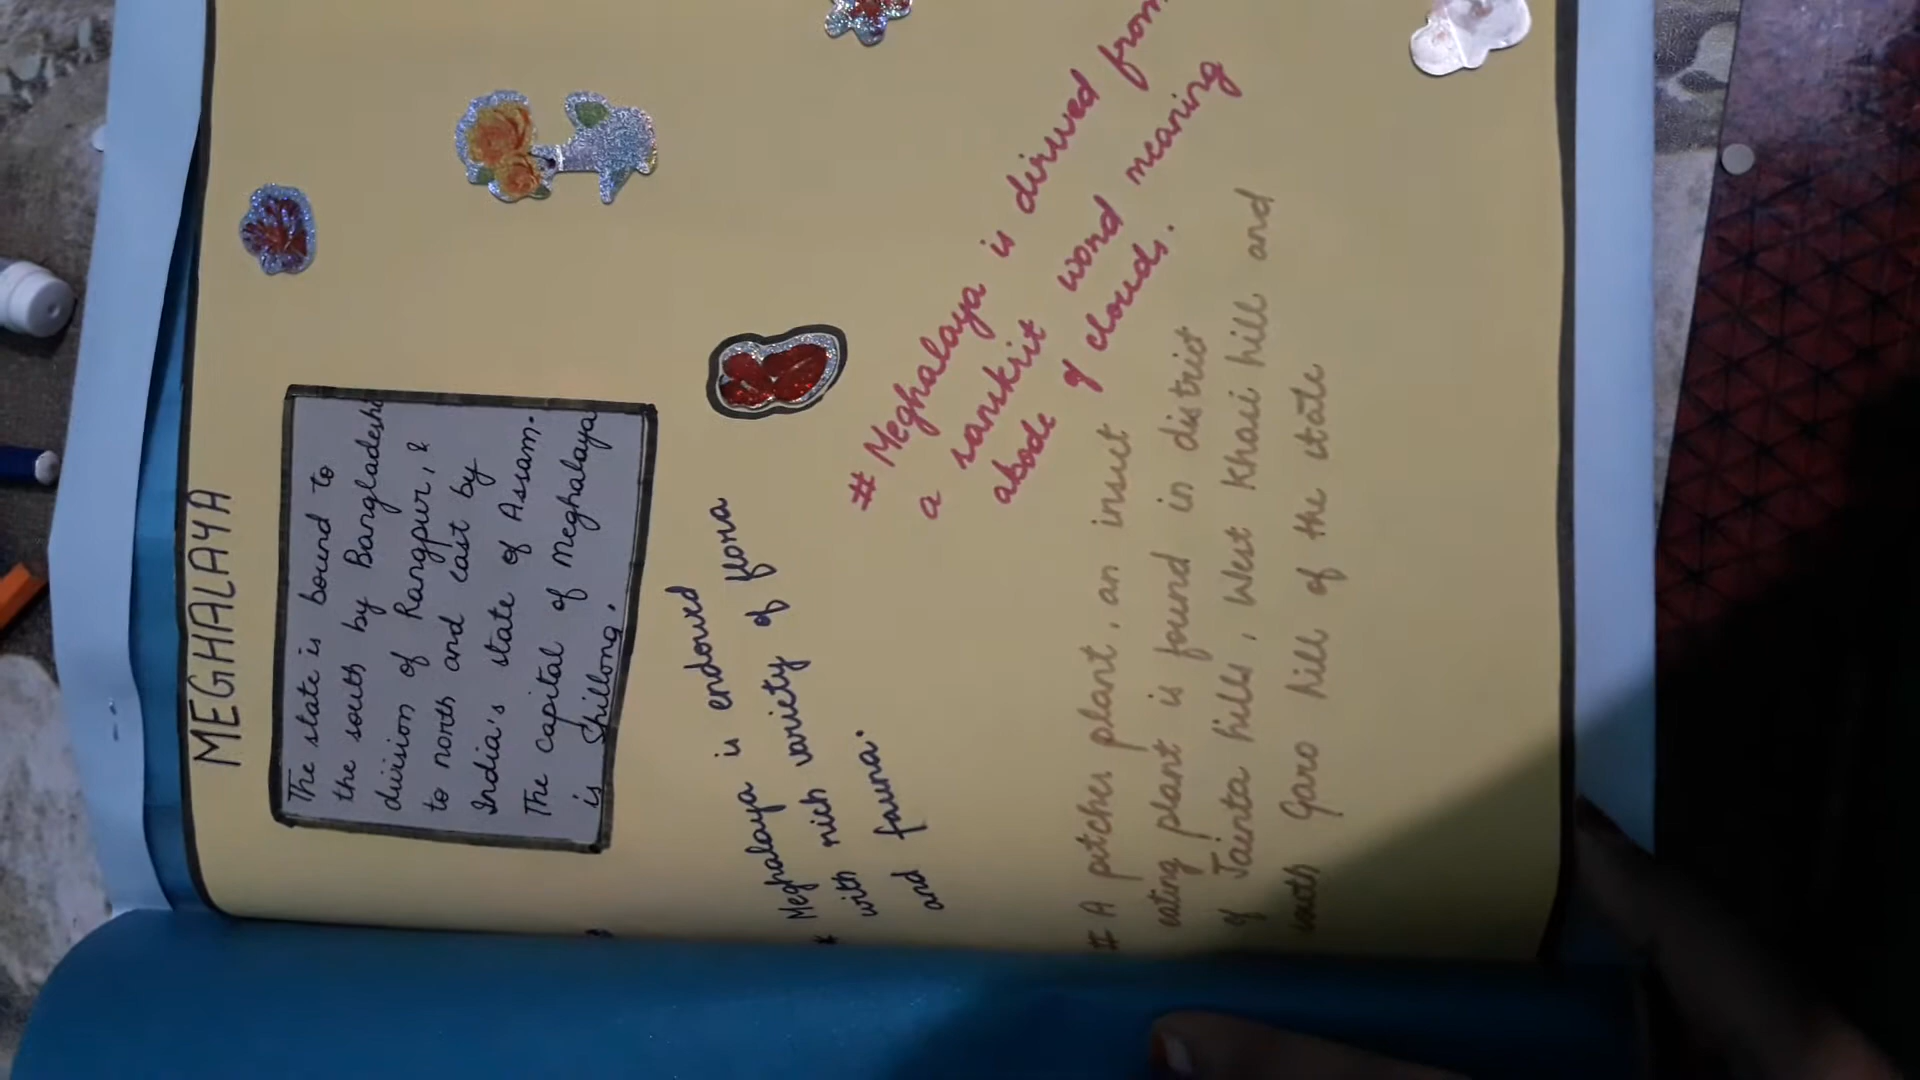 MEGHALAYA
The state is bound to
the south by Bangladesh
division of Rangpur, &
to north and east by
India's state of Assam.
The capital of Meghalaya
is Shillong.
* Meghalaya is endowed
with rich variety of flora
and fauna.
# Meghalaya is dirived from
a sanskrit word meaning
abode of clouds.
# A pitcher plant, an insect
eating plant is found in district
of Jainta hills, West Khasi hill and
south Garo hill of the state